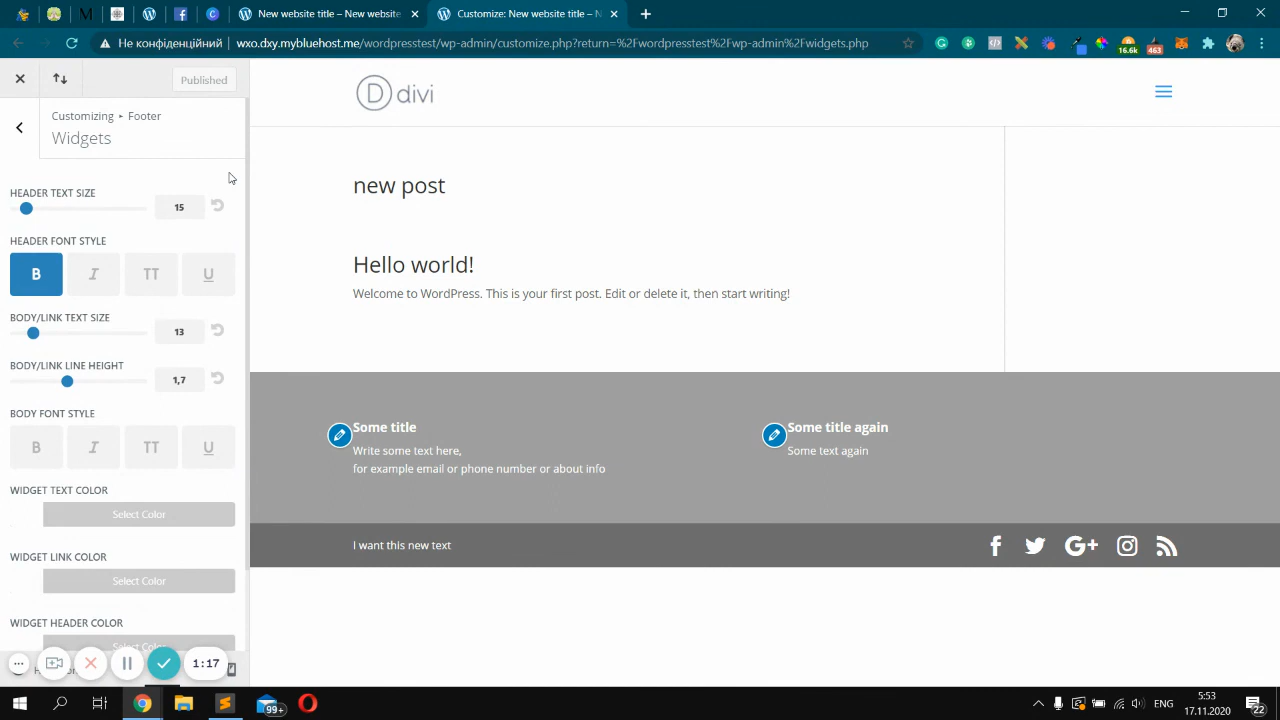 New website title – New website
Customize: New website title – N
Не конфіденційний
wxo.dxy.mybluehost.me/wordpresstest/wp-admin/customize.php?return=%2Fwordpresstest%2Fwp-admin%2Fwidgets.php
16.6k
463
Published
Customizing ▸ Footer
Widgets
HEADER TEXT SIZE
15
HEADER FONT STYLE
B I TT U
BODY/LINK TEXT SIZE
13
BODY/LINK LINE HEIGHT
1,7
BODY FONT STYLE
B I TT U
WIDGET TEXT COLOR
Select Color
WIDGET LINK COLOR
Select Color
WIDGET HEADER COLOR
1:17
D divi
new post
Hello world!
Welcome to WordPress. This is your first post. Edit or delete it, then start writing!
Some title
Write some text here,
for example email or phone number or about info
Some title again
Some text again
I want this new text
99+
ENG
5:53
17.11.2020
22